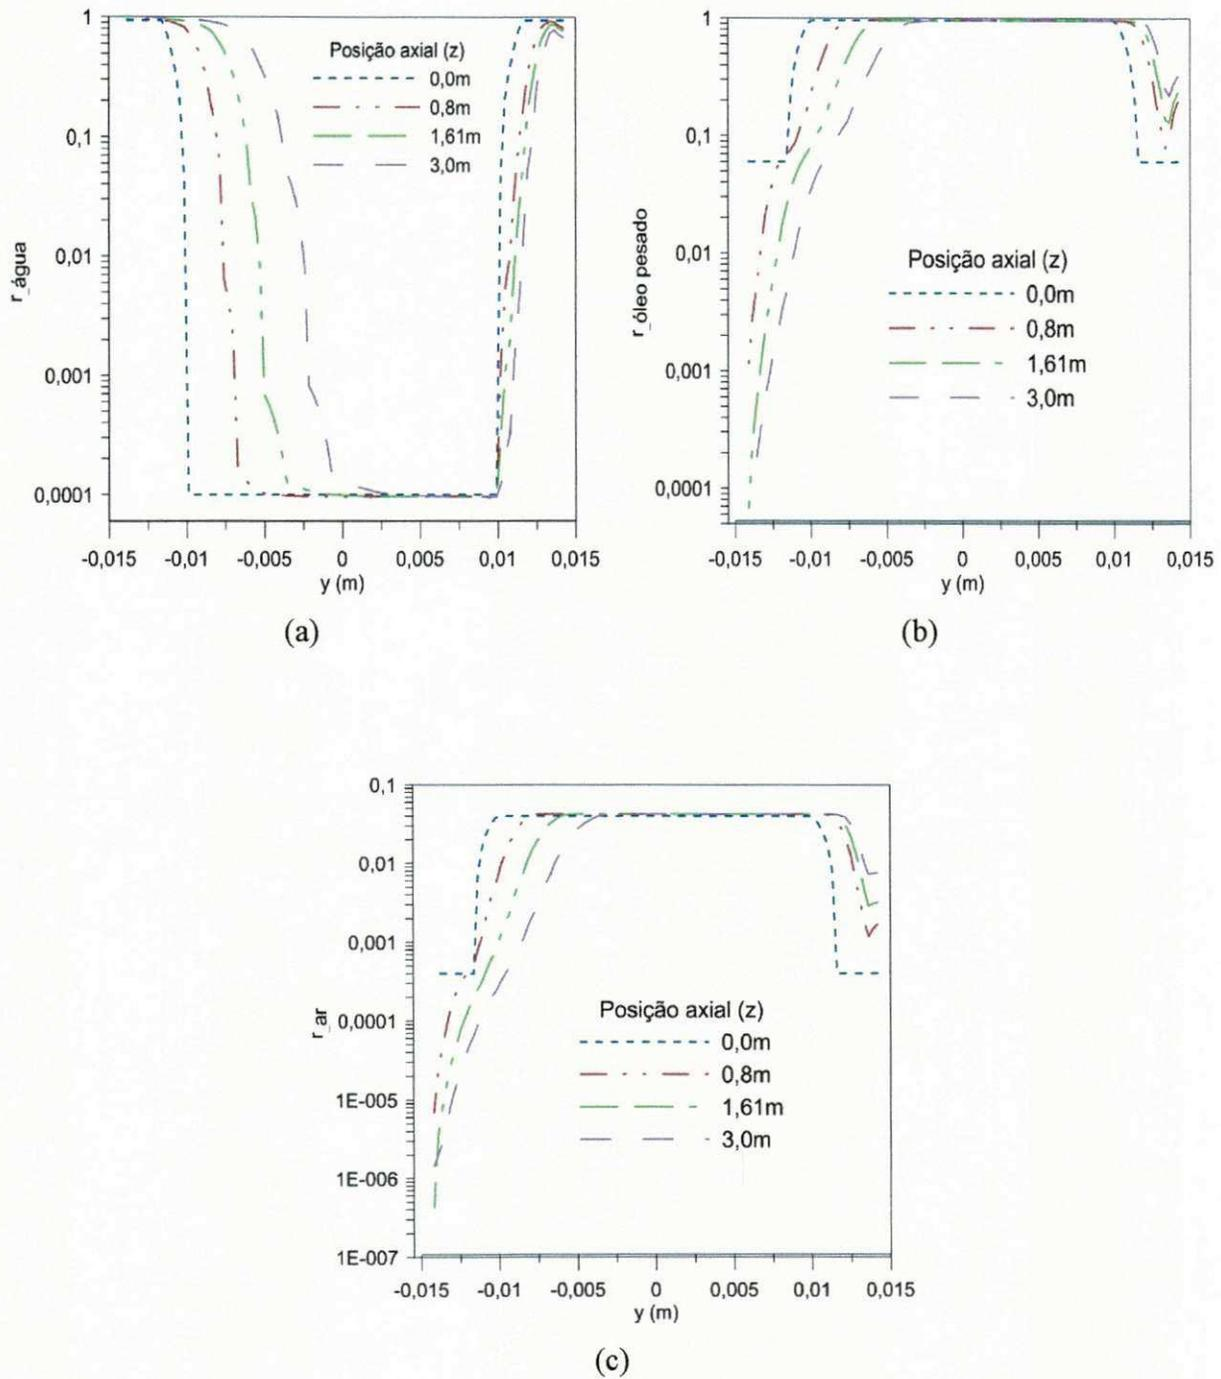 1
0,1
0,01
0,001
0,0001
r_água
Posição axial (z)
0,0m
0,8m
1,61m
3,0m
-0,015 -0,01 -0,005 0 0,005 0,01 0,015
y (m)
(a)
1
0,1
0,01
0,001
0,0001
r_óleo pesado
Posição axial (z)
0,0m
0,8m
1,61m
3,0m
-0,015 -0,01 -0,005 0 0,005 0,01 0,015
y (m)
(b)
0,1
0,01
0,001
0,0001
1E-005
1E-006
1E-007
r_ar
Posição axial (z)
0,0m
0,8m
1,61m
3,0m
-0,015 -0,01 -0,005 0 0,005 0,01 0,015
y (m)
(c)